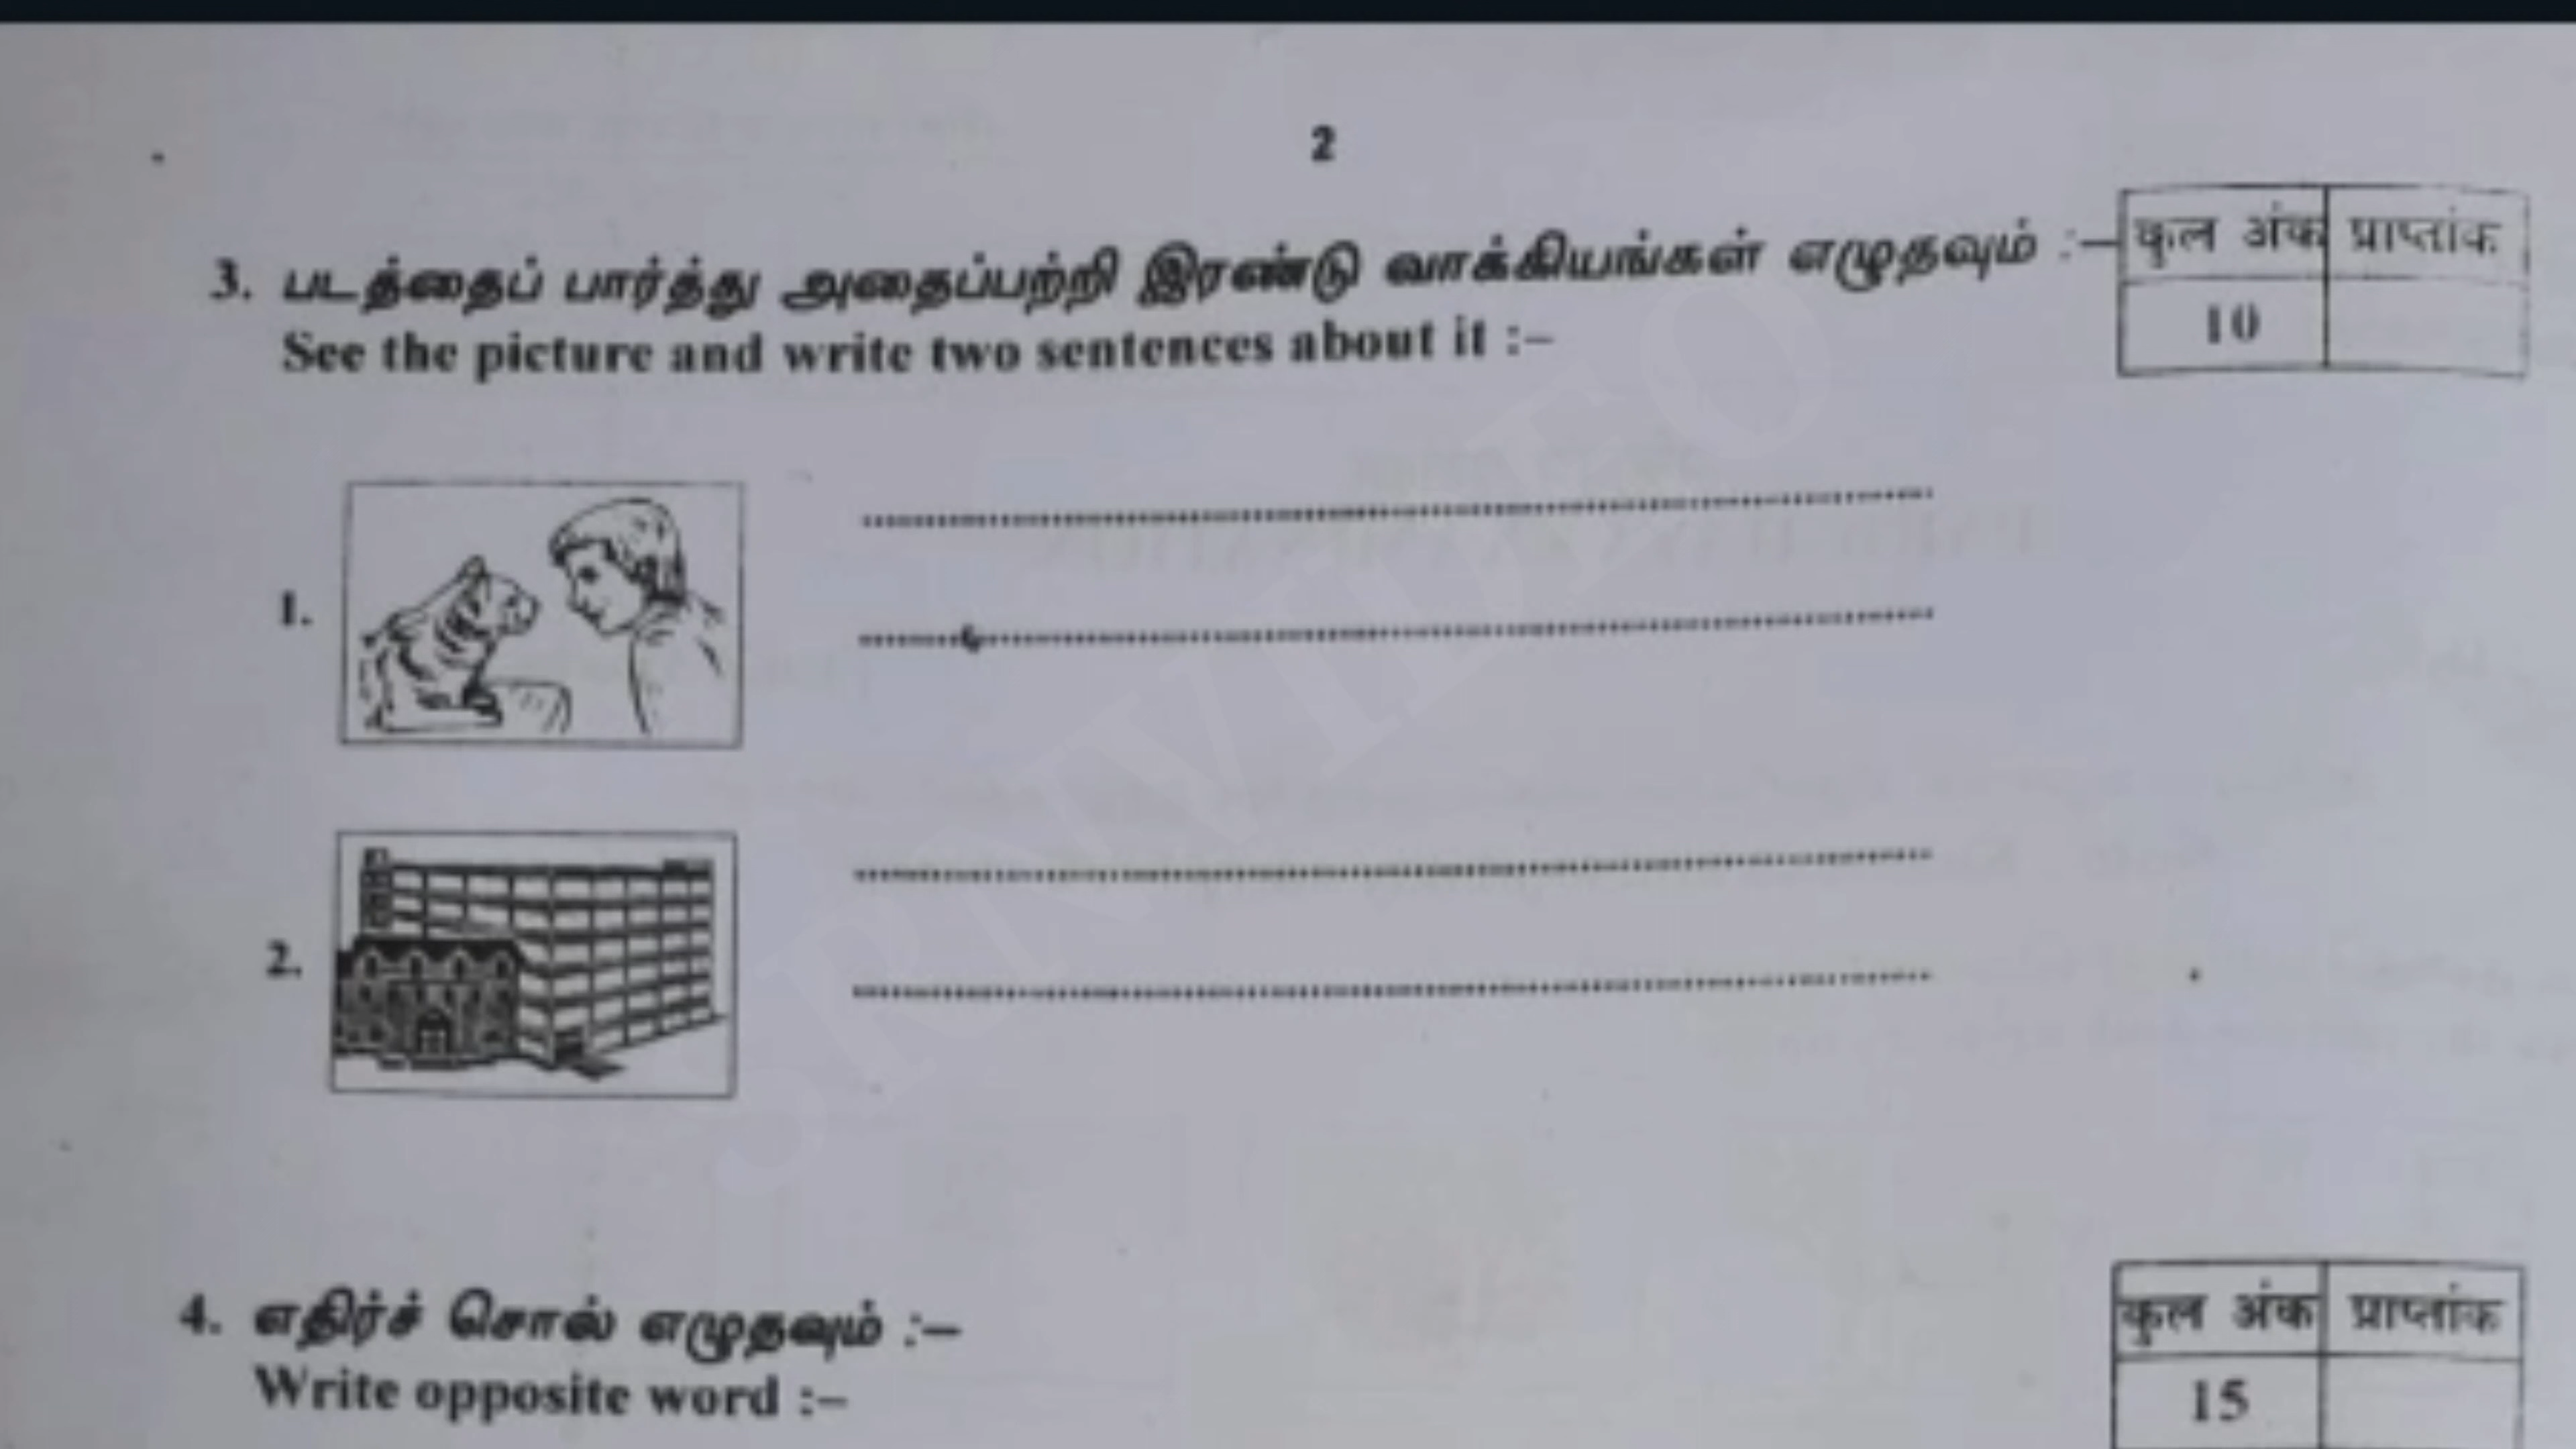 2
3. படத்தைப் பார்த்து அதைப்பற்றி இரண்டு வாக்கியங்கள் எழுதவும் :–
See the picture and write two sentences about it :–
कुल अंक प्राप्तांक
10
1.
2.
4. எதிர்ச் சொல் எழுதவும் :–
Write opposite word :–
कुल अंक प्राप्तांक
15